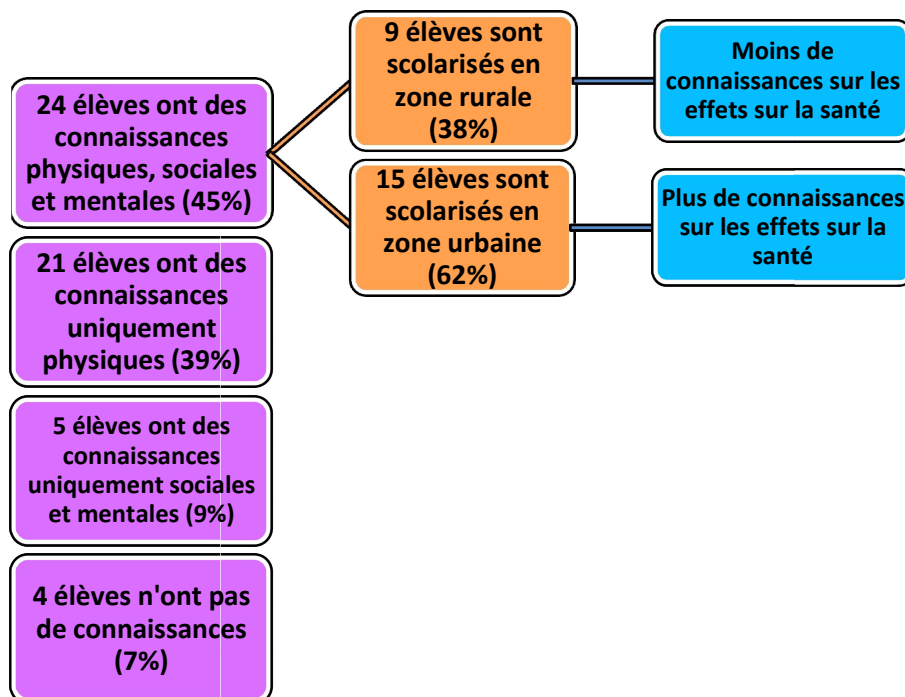 24 élèves ont des
connaissances
physiques, sociales
et mentales (45%)
9 élèves sont
scolarisés en
zone rurale
(38%)
Moins de
connaissances sur les
effets sur la santé
15 élèves sont
scolarisés en
zone urbaine
(62%)
Plus de connaissances
sur les effets sur la
santé
21 élèves ont des
connaissances
uniquement
physiques (39%)
5 élèves ont des
connaissances
uniquement sociales
et mentales (9%)
4 élèves n'ont pas
de connaissances
(7%)